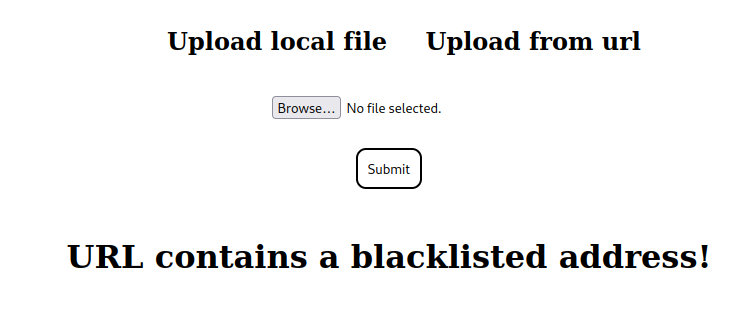 Upload local file Upload from url
Browse... No file selected.
Submit
URL contains a blacklisted address!